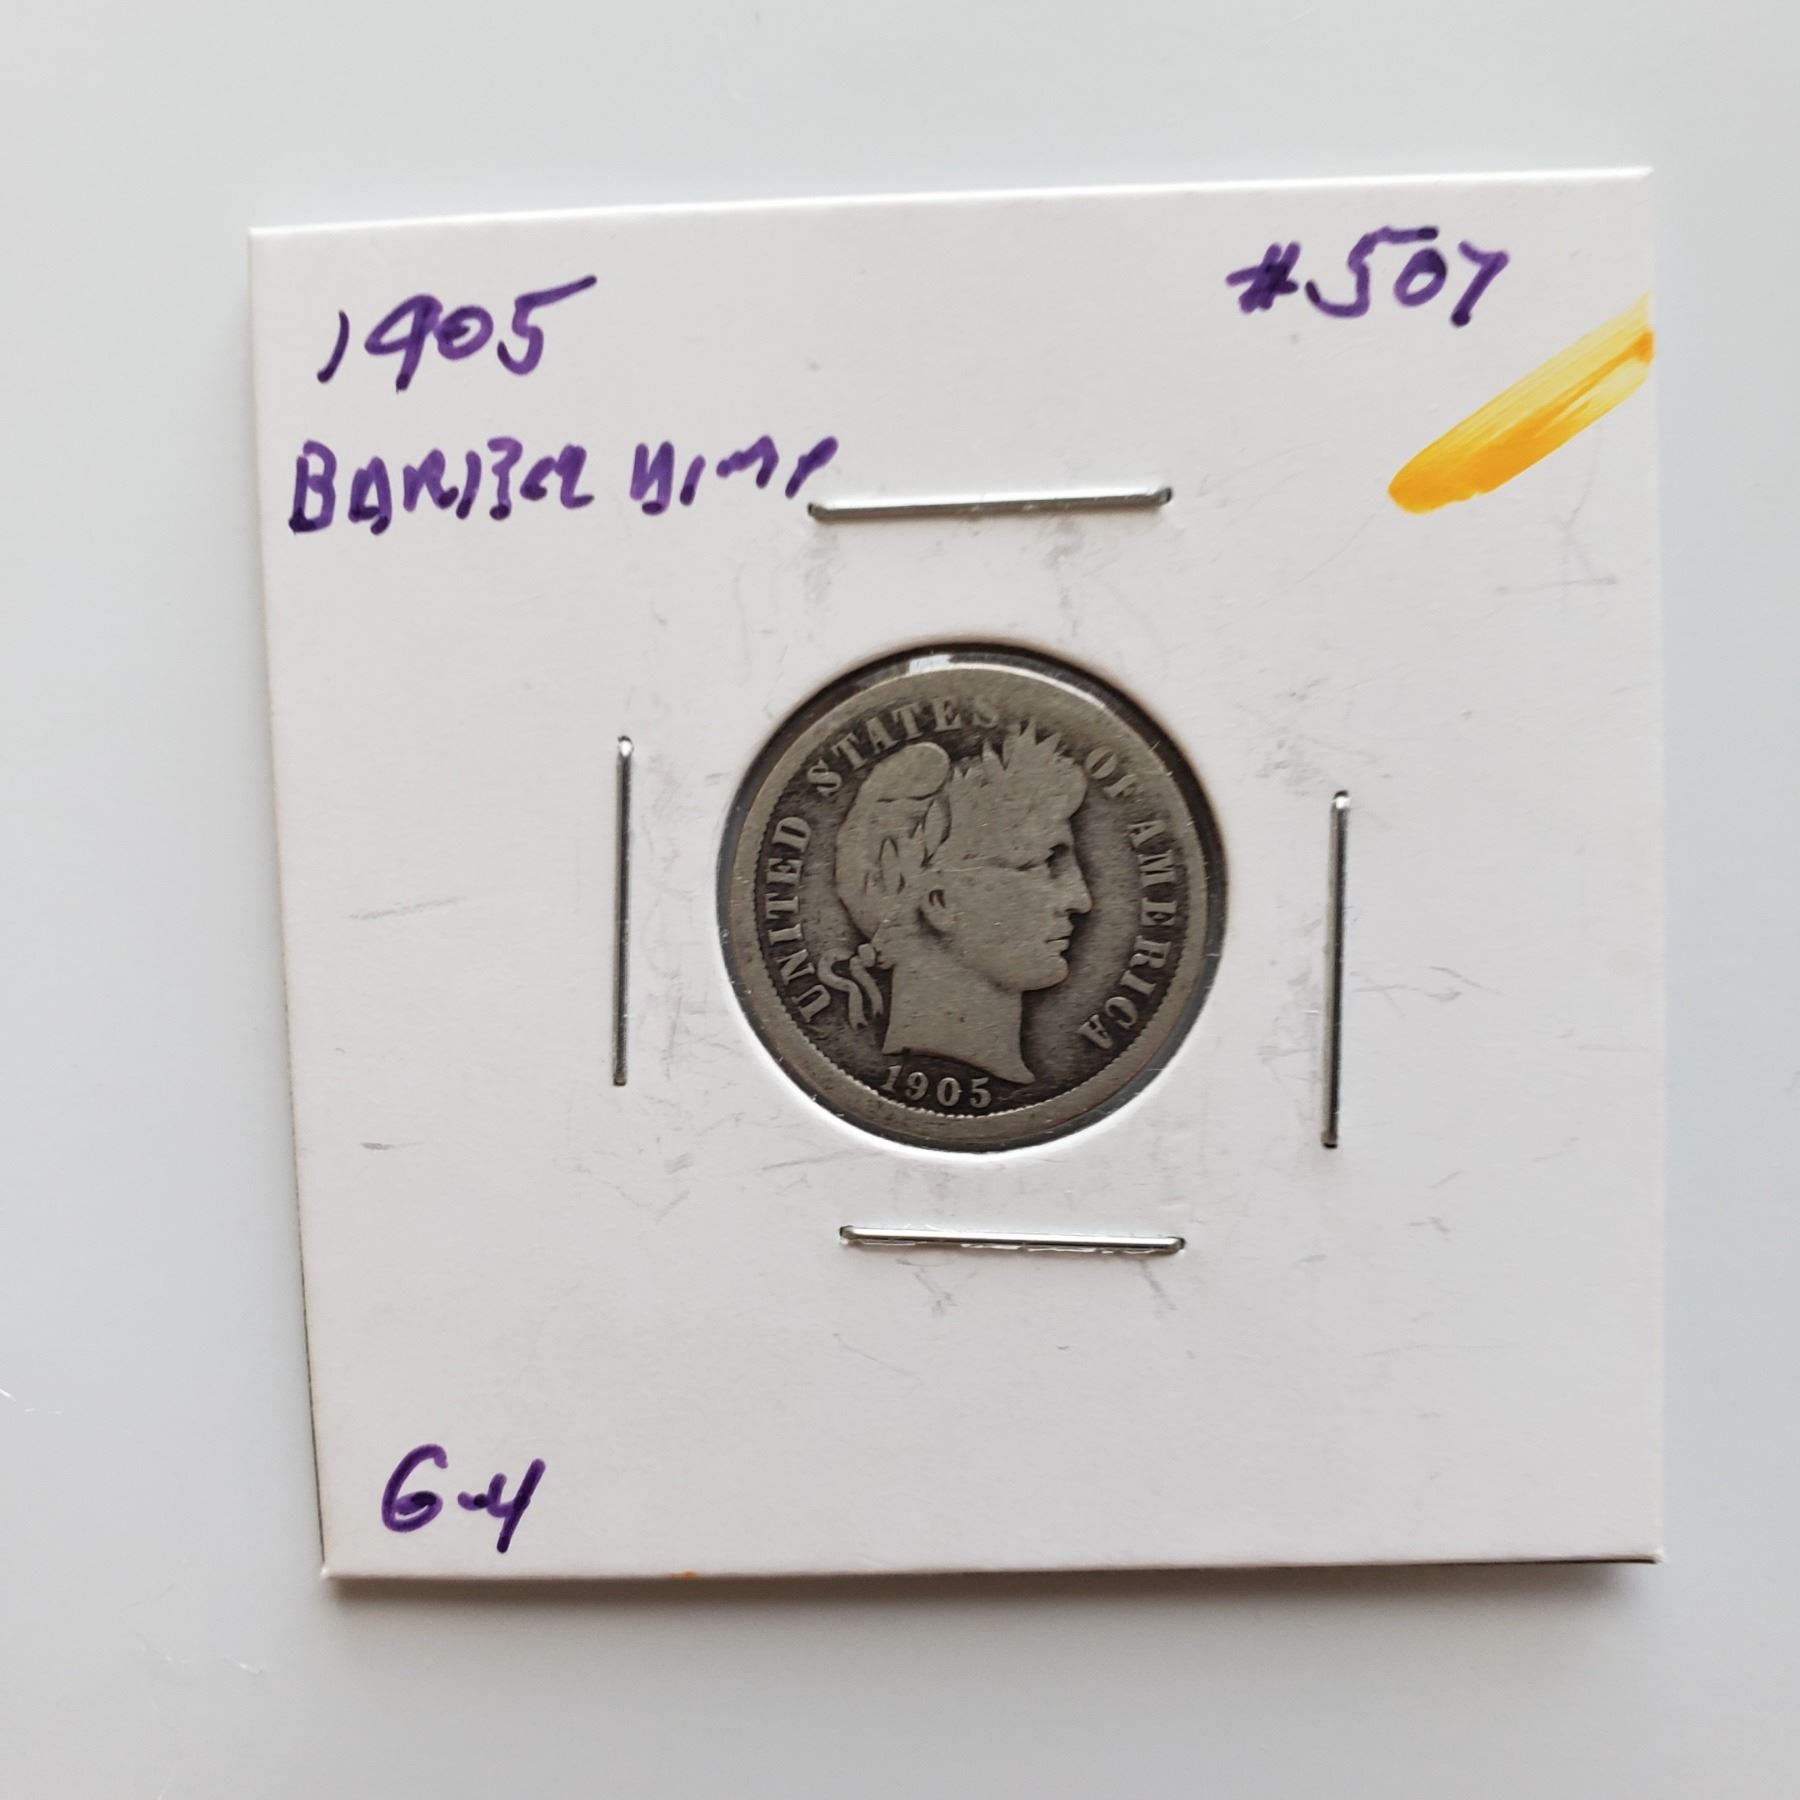 1905
#507
BARBER DIME
UNITED STATES OF AMERICA
1905
G-4